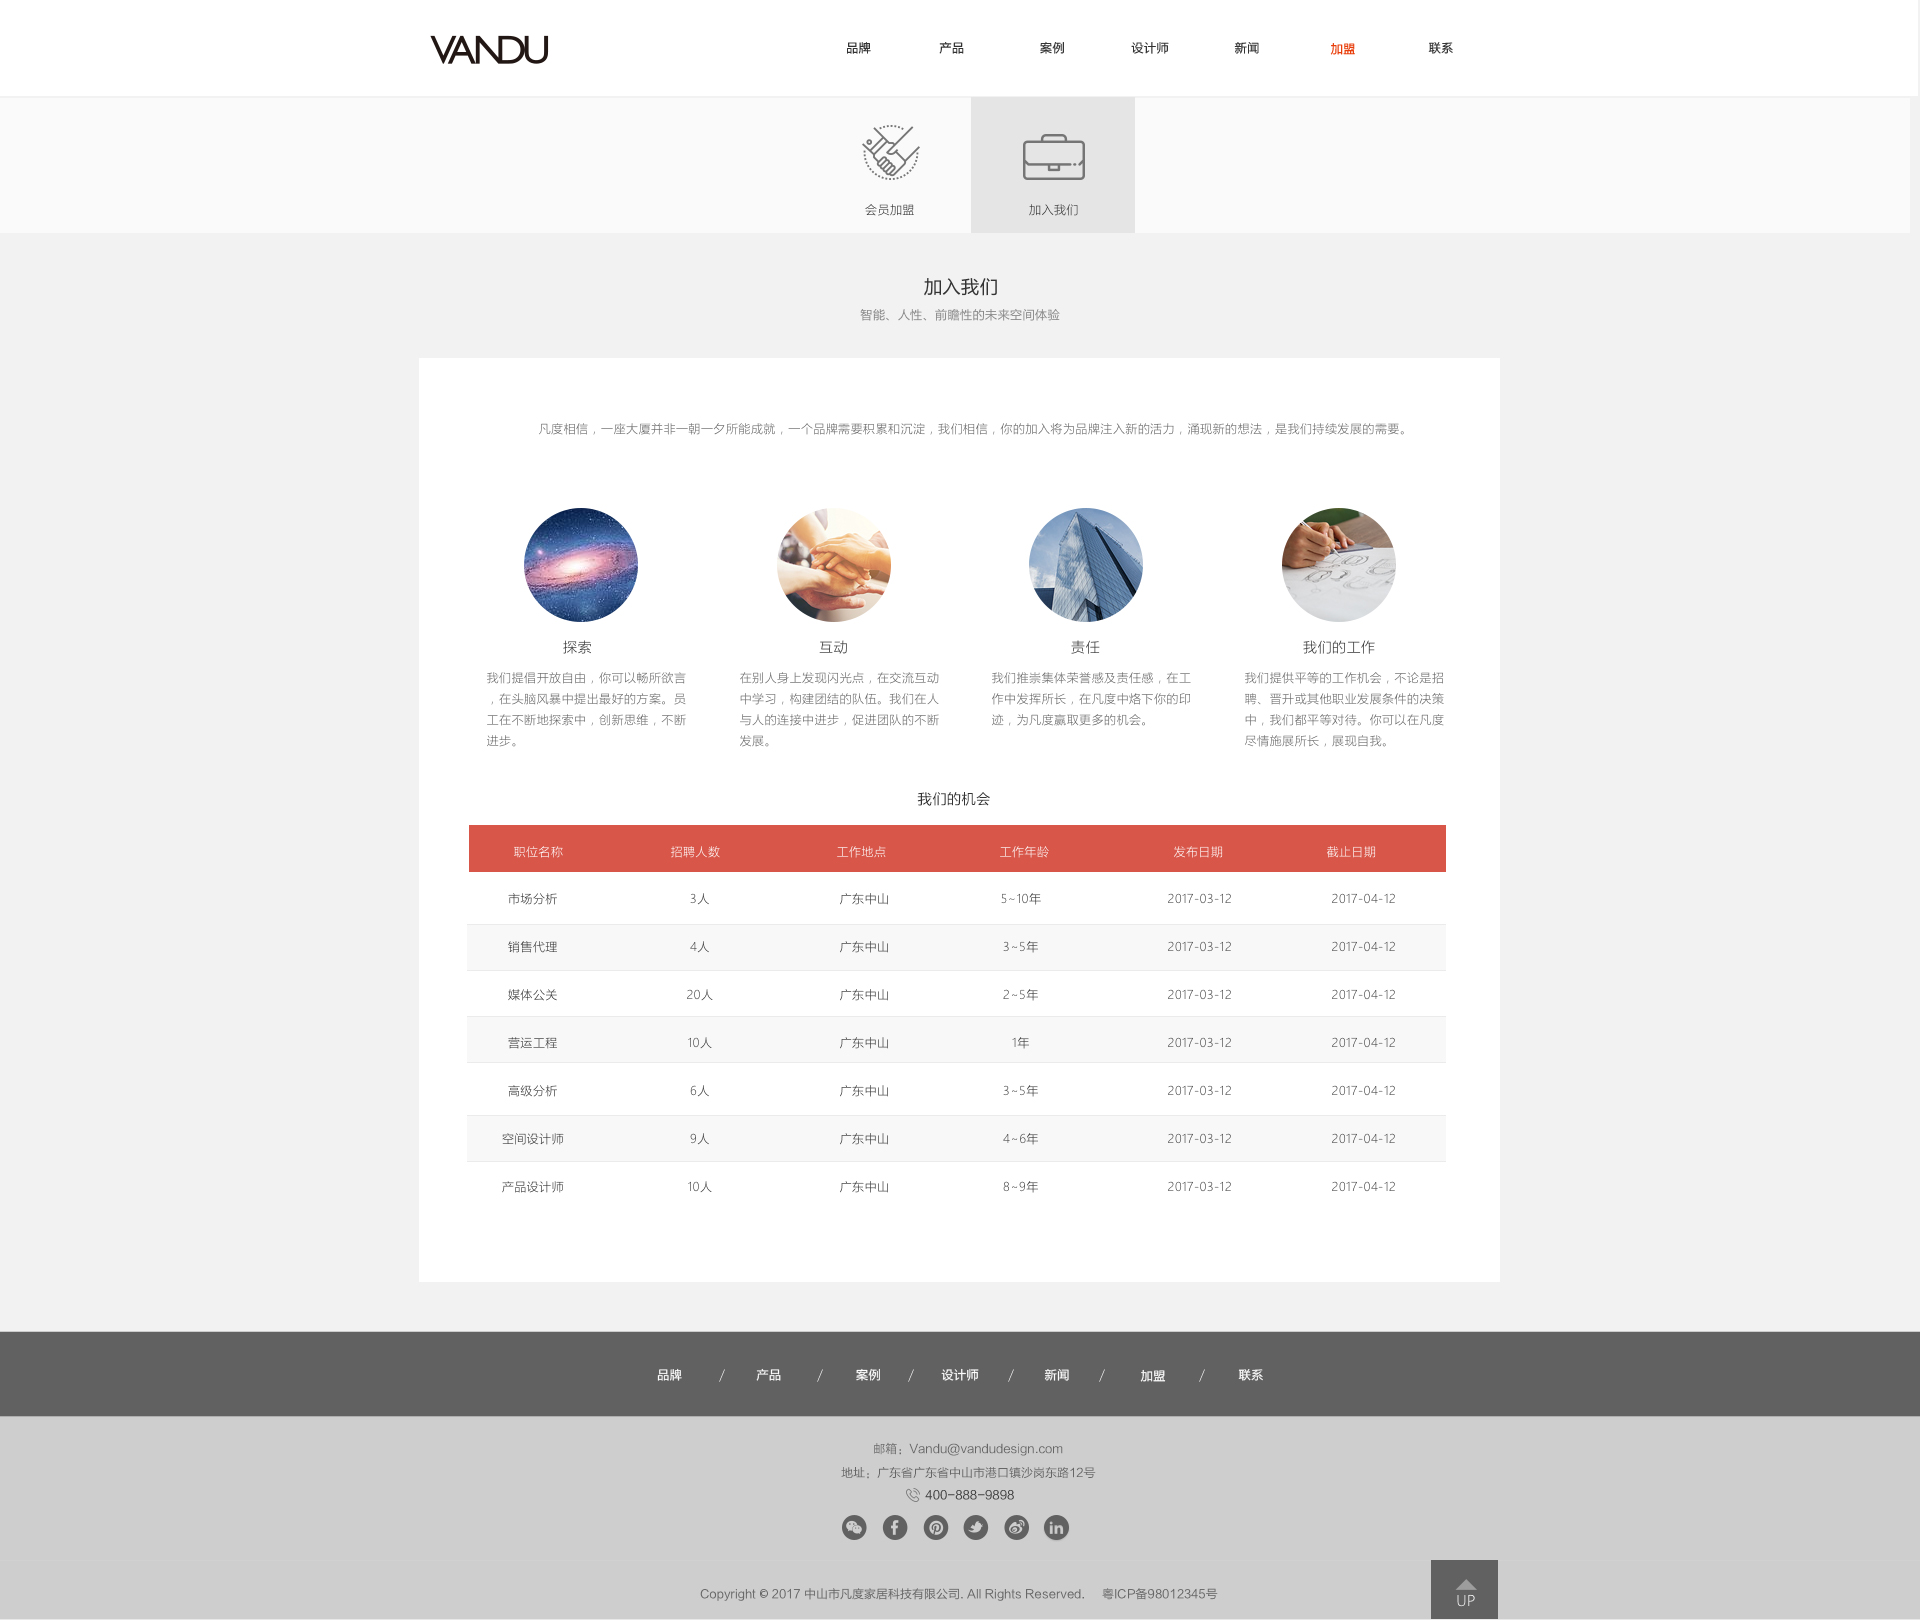 VANDU
品牌 产品 案例 设计师 新闻 加盟 联系
会员加盟 加入我们
加入我们
智能、人性、前瞻性的未来空间体验
凡度相信，一座大厦并非一朝一夕所能成就，一个品牌需要积累和沉淀，我们相信，你的加入将为品牌注入新的活力，涌现新的想法，是我们持续发展的需要。
探索
我们提倡开放自由，你可以畅所欲言
，在头脑风暴中提出最好的方案。员
工在不断地探索中，创新思维，不断
进步。
互动
在别人身上发现闪光点，在交流互动
中学习，构建团结的队伍。我们在人
与人的连接中进步，促进团队的不断
发展。
责任
我们推崇集体荣誉感及责任感，在工
作中发挥所长，在凡度中烙下你的印
迹，为凡度赢取更多的机会。
我们的工作
我们提供平等的工作机会，不论是招
聘、晋升或其他职业发展条件的决策
中，我们都平等对待。你可以在凡度
尽情施展所长，展现自我。
我们的机会
职位名称 招聘人数 工作地点 工作年龄 发布日期 截止日期
市场分析 3人 广东中山 5~10年 2017-03-12 2017-04-12
销售代理 4人 广东中山 3~5年 2017-03-12 2017-04-12
媒体公关 20人 广东中山 2~5年 2017-03-12 2017-04-12
营运工程 10人 广东中山 1年 2017-03-12 2017-04-12
高级分析 6人 广东中山 3~5年 2017-03-12 2017-04-12
空间设计师 9人 广东中山 4~6年 2017-03-12 2017-04-12
产品设计师 10人 广东中山 8~9年 2017-03-12 2017-04-12
品牌 / 产品 / 案例 / 设计师 / 新闻 / 加盟 / 联系
邮箱：Vandu@vandudesign.com
地址：广东省广东省中山市港口镇沙岗东路12号
400-888-9898
Copyright © 2017 中山市凡度家居科技有限公司. All Rights Reserved. 粤ICP备98012345号
UP